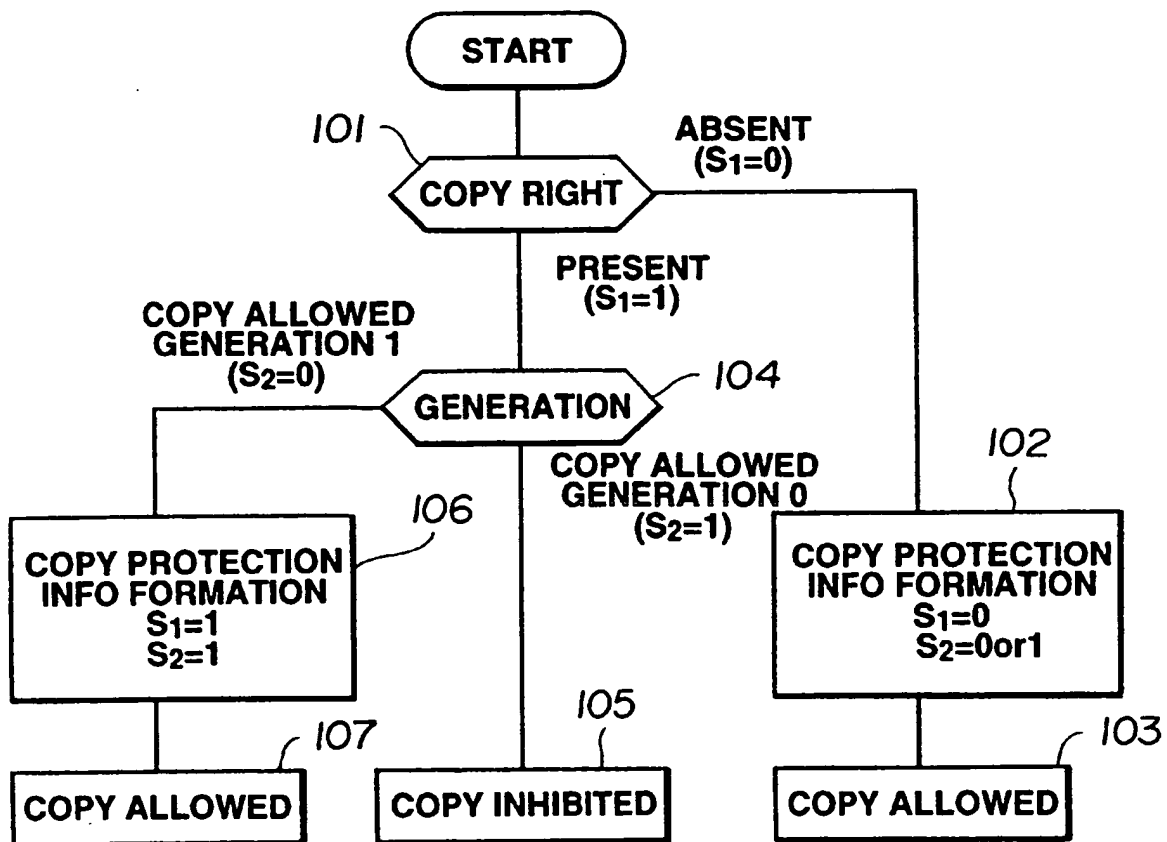 START
101
ABSENT
(S1=0)
COPY RIGHT
PRESENT
(S1=1)
COPY ALLOWED
GENERATION 1
(S2=0)
104
GENERATION
COPY ALLOWED
GENERATION 0
(S2=1)
102
106
COPY PROTECTION
INFO FORMATION
S1=1
S2=1
COPY PROTECTION
INFO FORMATION
S1=0
S2=0or1
107
105
103
COPY ALLOWED
COPY INHIBITED
COPY ALLOWED